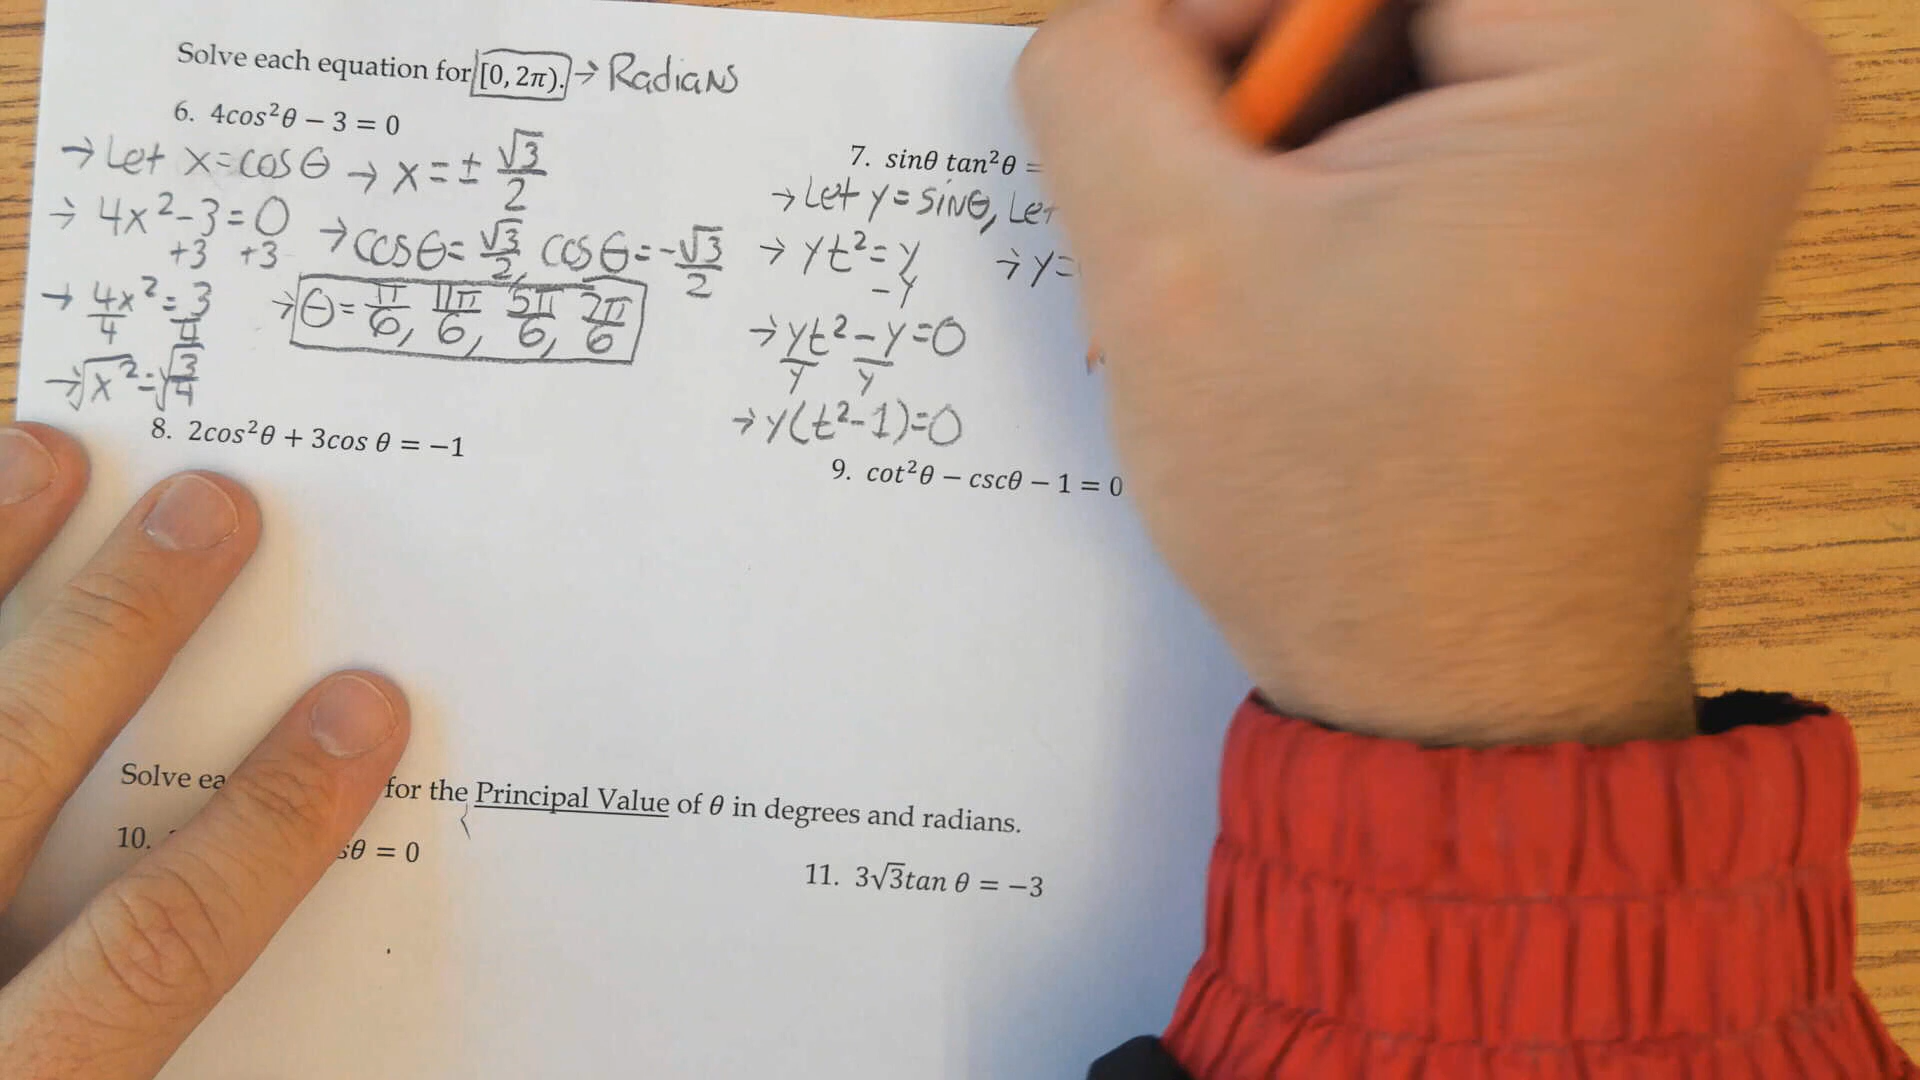 Solve each equation for [0, 2π). → Radians
6. 4cos²θ − 3 = 0
→ Let x = cos θ → x = ± √3/2
→ 4x² - 3 = 0
+3 +3
→ cos θ = √3/2, cos θ = -√3/2
→ 4x²/4 = 3/4
→ θ = π/6, 11π/6, 5π/6, 7π/6
→ √x² = √3/4
7. sinθ tan²θ =
→ Let y = sinθ, Let
→ yt² = y → y =
-y
→ yt²/y - y/y = 0
→ y(t²-1) = 0
8. 2cos²θ + 3cos θ = −1
9. cot²θ − cscθ − 1 = 0
Solve for the Principal Value of θ in degrees and radians.
10. θ = 0
11. 3√3tan θ = −3